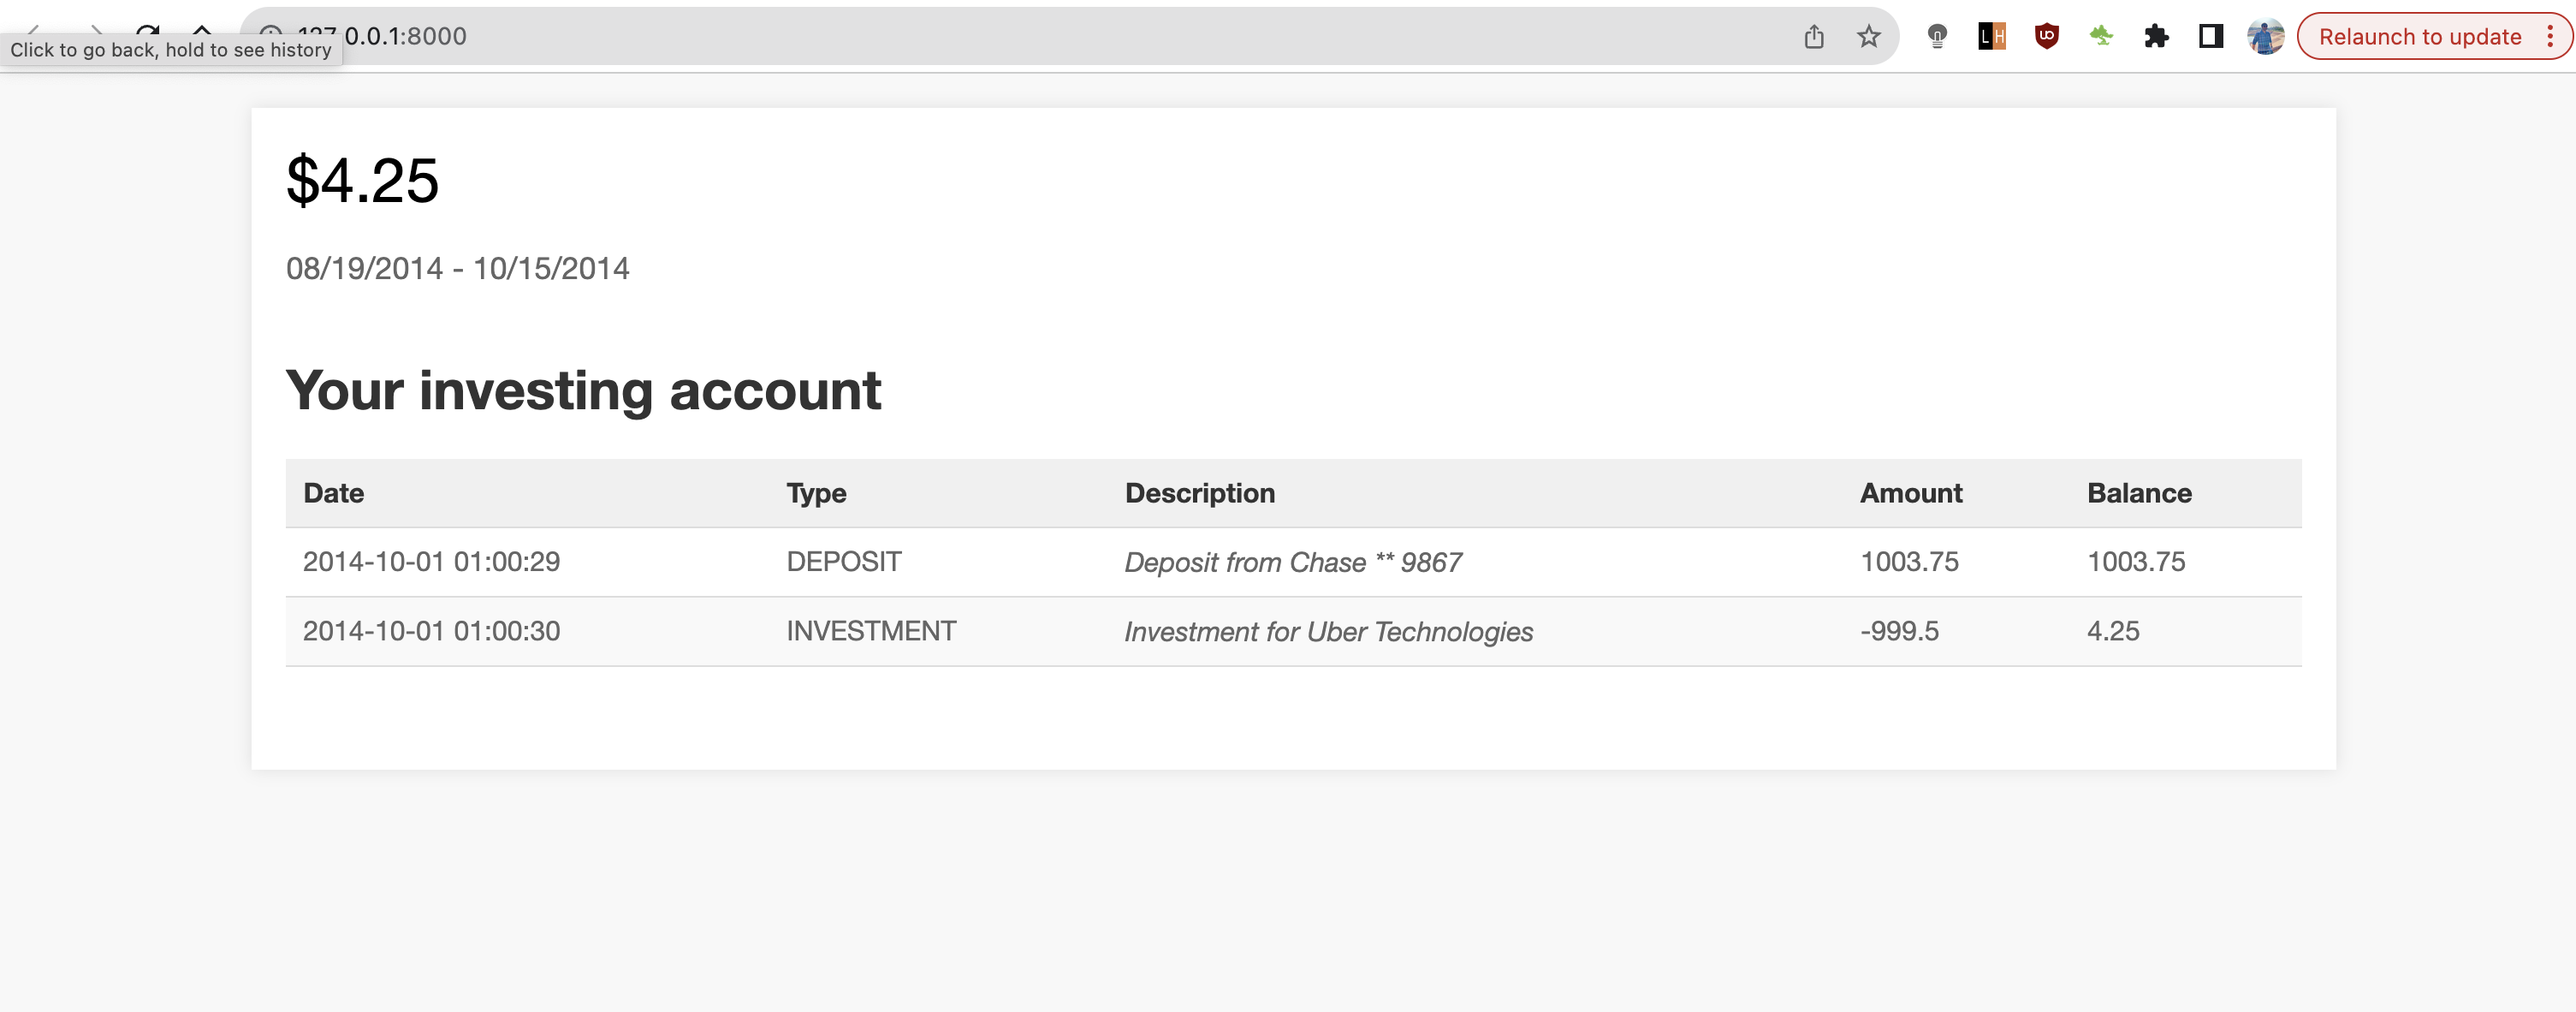 127.0.0.1:8000
Click to go back, hold to see history
LH
Relaunch to update
$4.25
08/19/2014 - 10/15/2014
Your investing account
Date Type Description Amount Balance
2014-10-01 01:00:29 DEPOSIT Deposit from Chase ** 9867 1003.75 1003.75
2014-10-01 01:00:30 INVESTMENT Investment for Uber Technologies -999.5 4.25